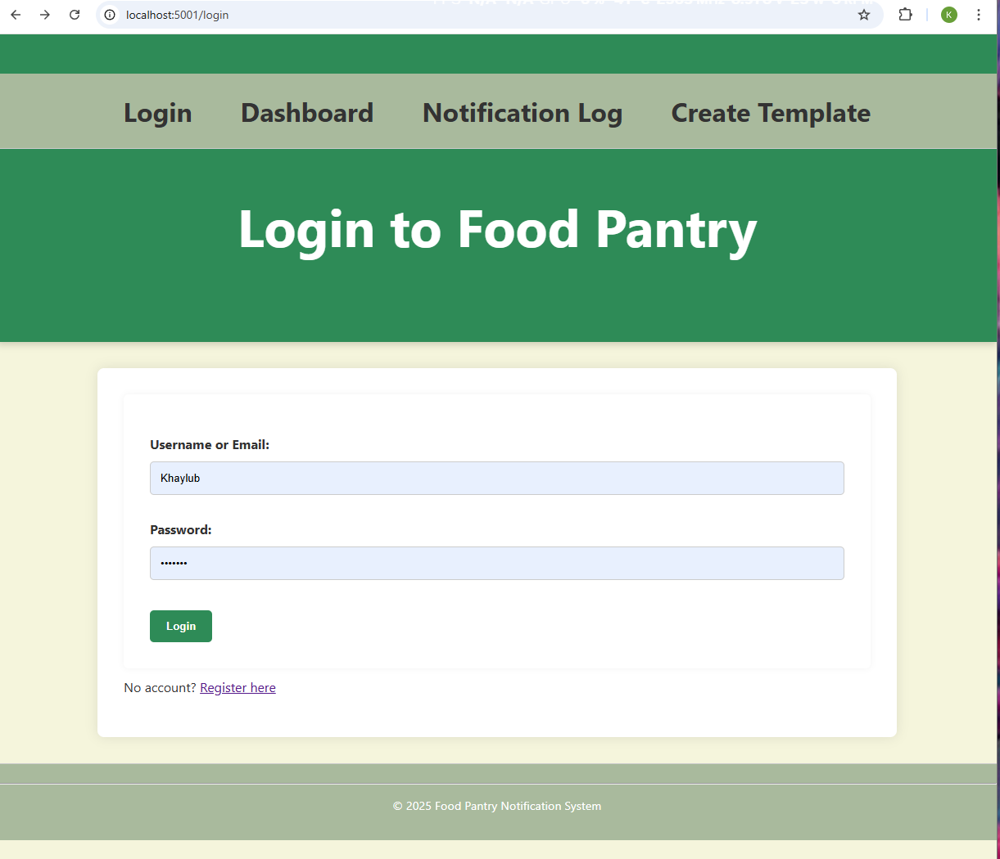 localhost:5001/login
K
Login Dashboard Notification Log Create Template
Login to Food Pantry
Username or Email:
Khaylub
Password:
•••••••
Login
No account? Register here
© 2025 Food Pantry Notification System